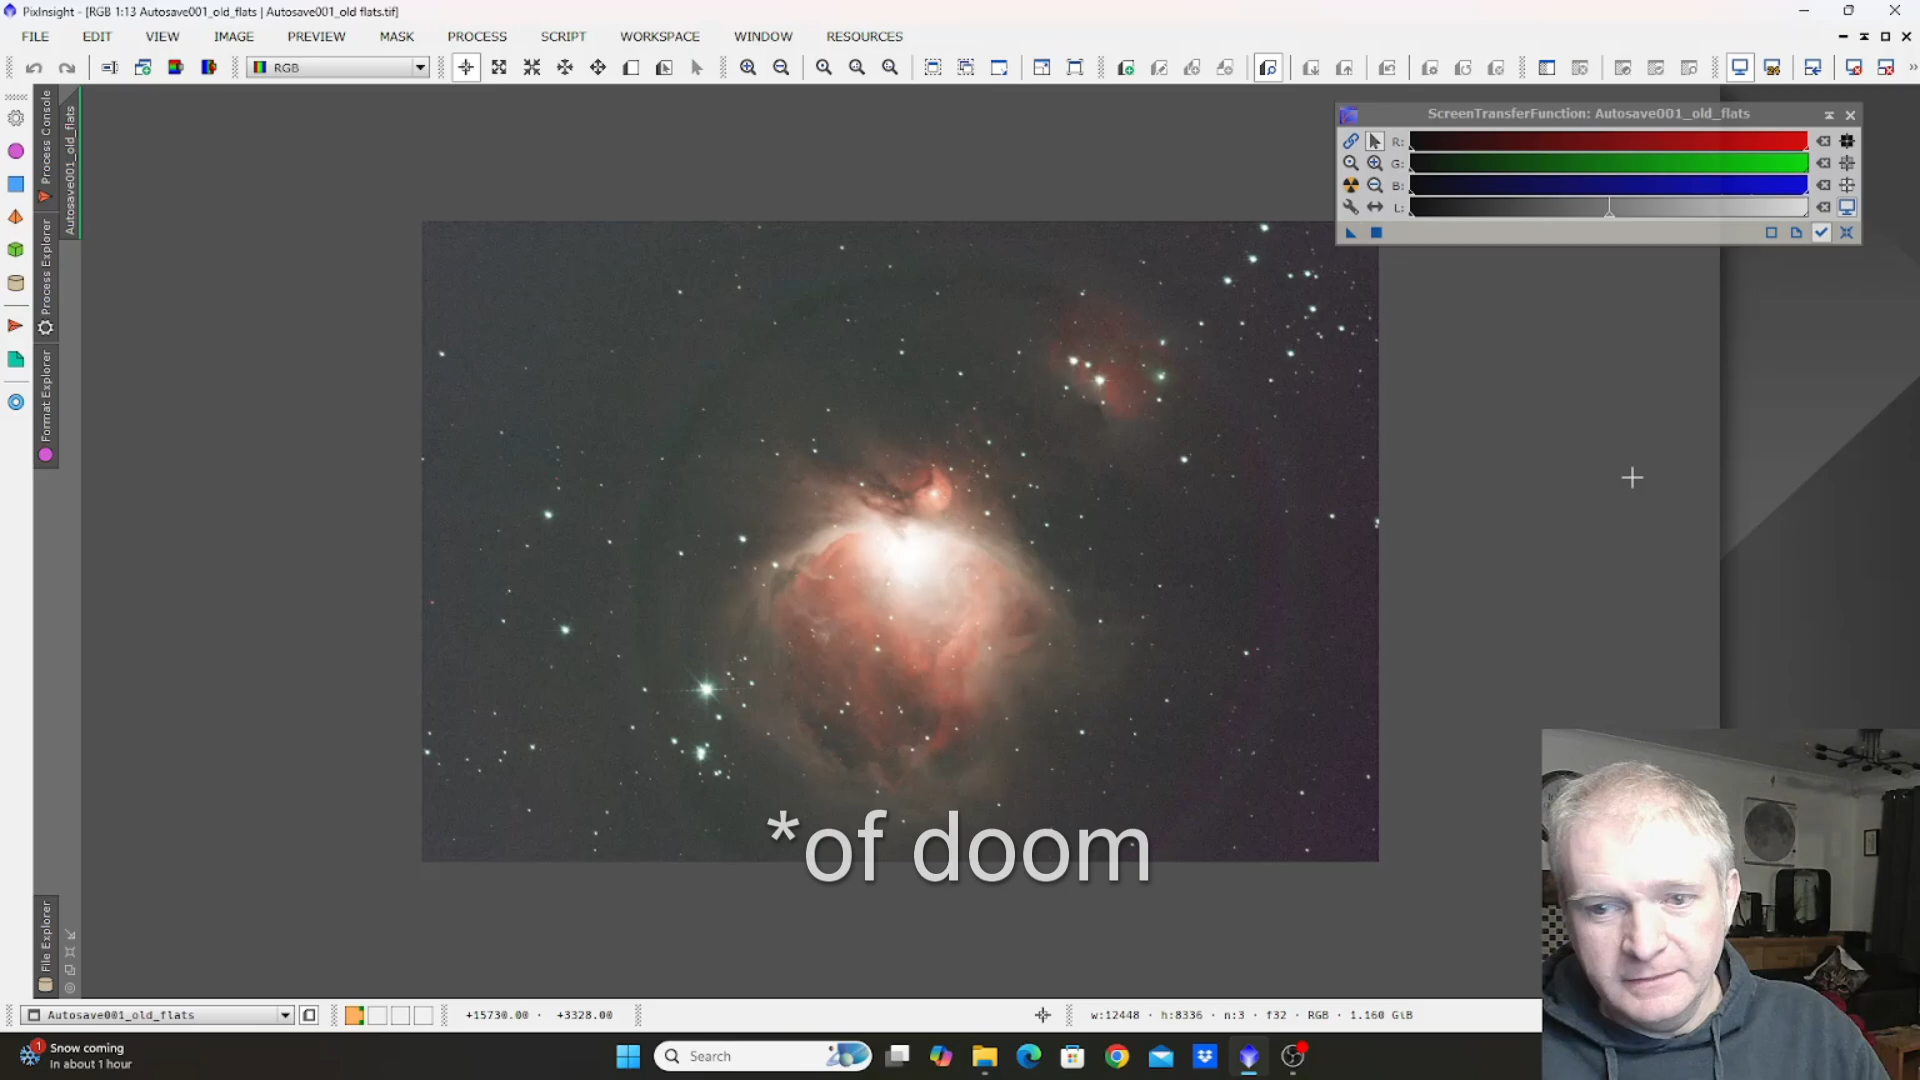 PixInsight - [RGB 1:13 Autosave001_old_flats | Autosave001_old flats.tif]
FILE EDIT VIEW IMAGE PREVIEW MASK PROCESS SCRIPT WORKSPACE WINDOW RESOURCES
RGB
Process Console
Process Explorer
Format Explorer
File Explorer
Autosave001_old_flats
ScreenTransferFunction: Autosave001_old_flats
R:
G:
B:
L:
*of doom
Autosave001_old_flats
+15730.00 · +3328.00
w:12448 · h:8336 · n:3 · f32 · RGB · 1.160 GiB
1
Snow coming
In about 1 hour
Search